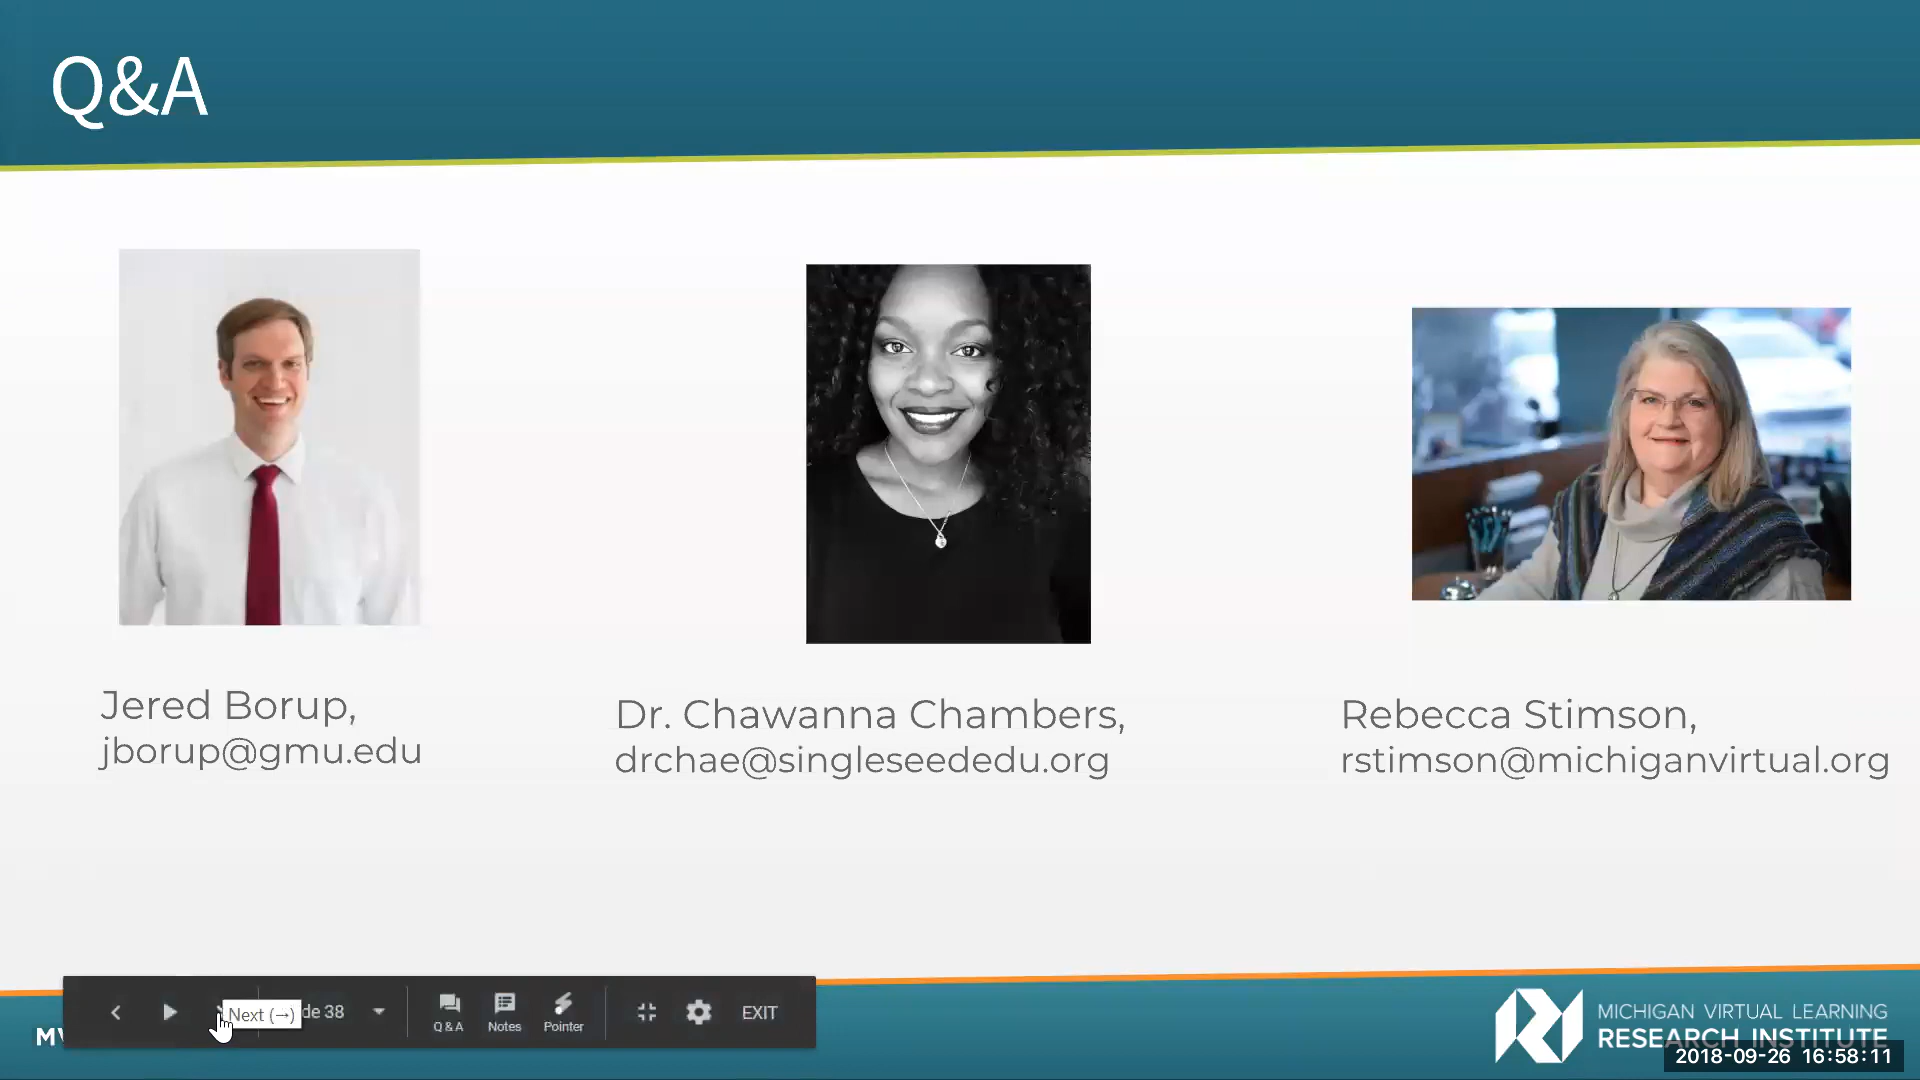 Q&A
Jered Borup,
jborup@gmu.edu
Dr. Chawanna Chambers,
drchae@singleseededu.org
Rebecca Stimson,
rstimson@michiganvirtual.org
Next (→)
de 38
Q & A
Notes
Pointer
EXIT
MICHIGAN VIRTUAL LEARNING
RESEARCH INSTITUTE
2018-09-26 16:58:11